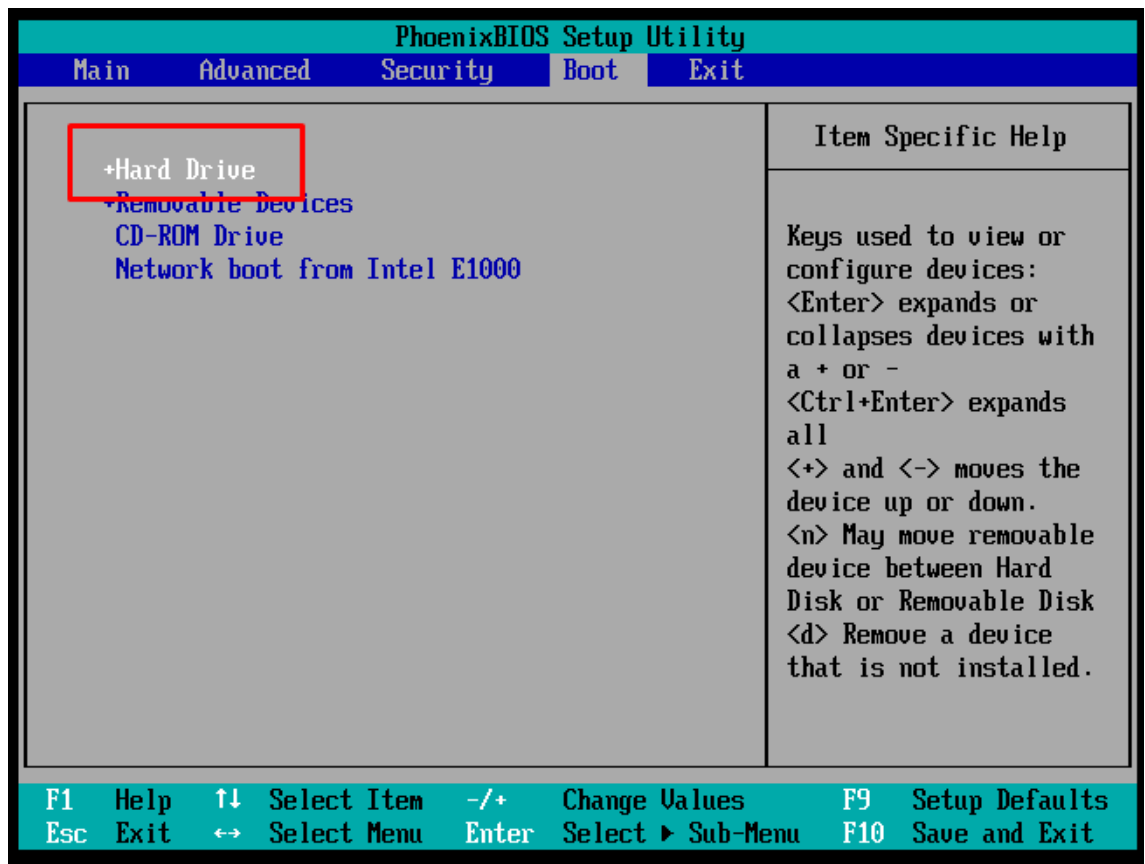 PhoenixBIOS Setup Utility
Main Advanced Security Boot Exit
+Hard Drive
+Removable Devices
CD-ROM Drive
Network boot from Intel E1000
Item Specific Help
Keys used to view or
configure devices:
<Enter> expands or
collapses devices with
a + or -
<Ctrl+Enter> expands
all
<+> and <-> moves the
device up or down.
<n> May move removable
device between Hard
Disk or Removable Disk
<d> Remove a device
that is not installed.
F1 Help ↑↓ Select Item -/+ Change Values F9 Setup Defaults
Esc Exit ↔ Select Menu Enter Select ▶ Sub-Menu F10 Save and Exit